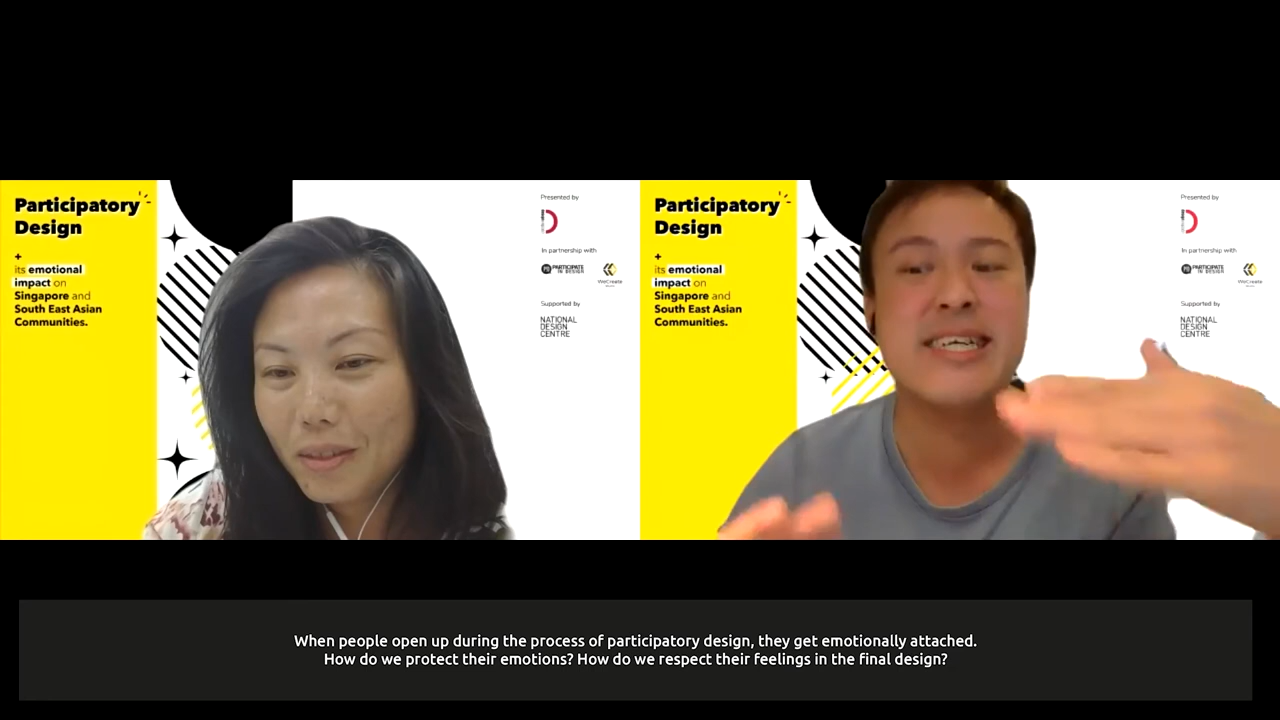 Participatory
Design
+
its emotional
impact on
Singapore and
South East Asian
Communities.
Presented by
In partnership with
PARTICIPATE
IN DESIGN
WeCreate
Supported by
NATIONAL
DESIGN
CENTRE
Participatory
Design
+
its emotional
impact on
Singapore and
South East Asian
Communities.
Presented by
In partnership with
PARTICIPATE
IN DESIGN
WeCreate
Supported by
NATIONAL
DESIGN
CENTRE
When people open up during the process of participatory design, they get emotionally attached.
How do we protect their emotions? How do we respect their feelings in the final design?